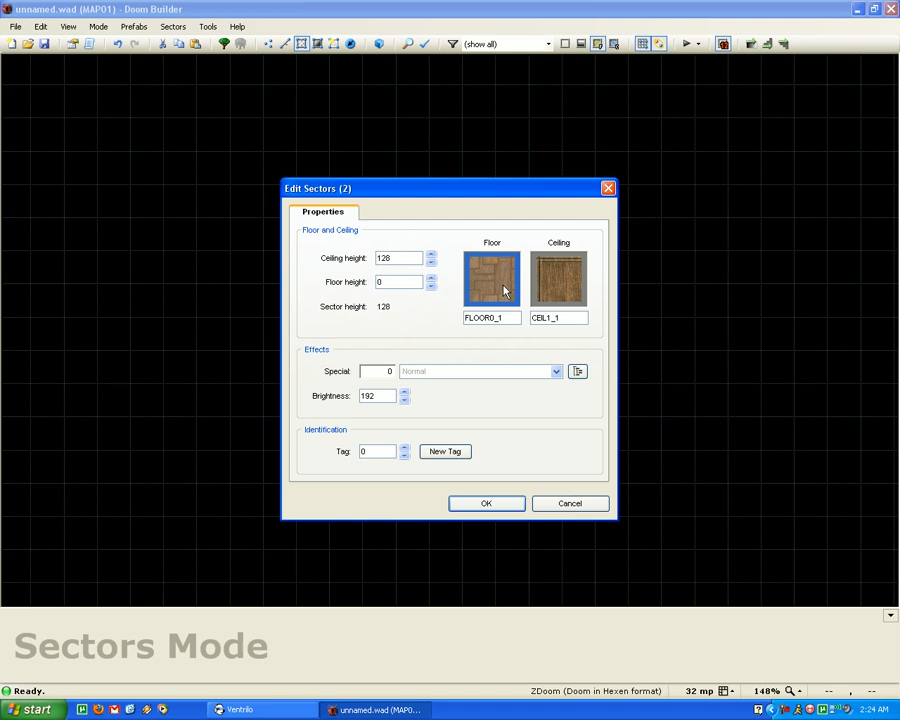 unnamed.wad (MAP01) - Doom Builder
File Edit View Mode Prefabs Sectors Tools Help
(show all)
Edit Sectors (2)
Properties
Floor and Ceiling
Floor Ceiling
Ceiling height: 128
Floor height: 0
Sector height: 128
FLOOR0_1 CEIL1_1
Effects
Special: 0 Normal
Brightness: 192
Identification
Tag: 0 New Tag
OK Cancel
Sectors Mode
Ready. ZDoom (Doom in Hexen format) 32 mp 148% -- , --
start Ventrilo unnamed.wad (MAP0... 2:24 AM